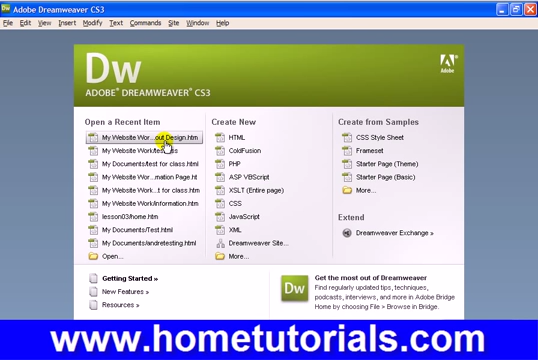 Adobe Dreamweaver CS3
File Edit View Insert Modify Text Commands Site Window Help
Dw
ADOBE® DREAMWEAVER® CS3
Adobe
Open a Recent Item
My Website Wor...out Design.htm
My Website Work/
My Documents/test for class.html
My Website Wor...mation Page.ht
My Website Work...t for class.htm
My Website Work/Information.htm
lesson03/home.htm
My Documents/Test.html
My Documents/andretesting.html
Open...
Create New
HTML
ColdFusion
PHP
ASP VBScript
XSLT (Entire page)
CSS
JavaScript
XML
Dreamweaver Site...
More...
Create from Samples
CSS Style Sheet
Frameset
Starter Page (Theme)
Starter Page (Basic)
More...
Extend
Dreamweaver Exchange »
Getting Started »
New Features »
Resources »
Dw
Get the most out of Dreamweaver
Find regularly updated tips, techniques,
podcasts, interviews, and more in Adobe Bridge
Home by choosing File > Browse in Bridge.
www.hometutorials.com